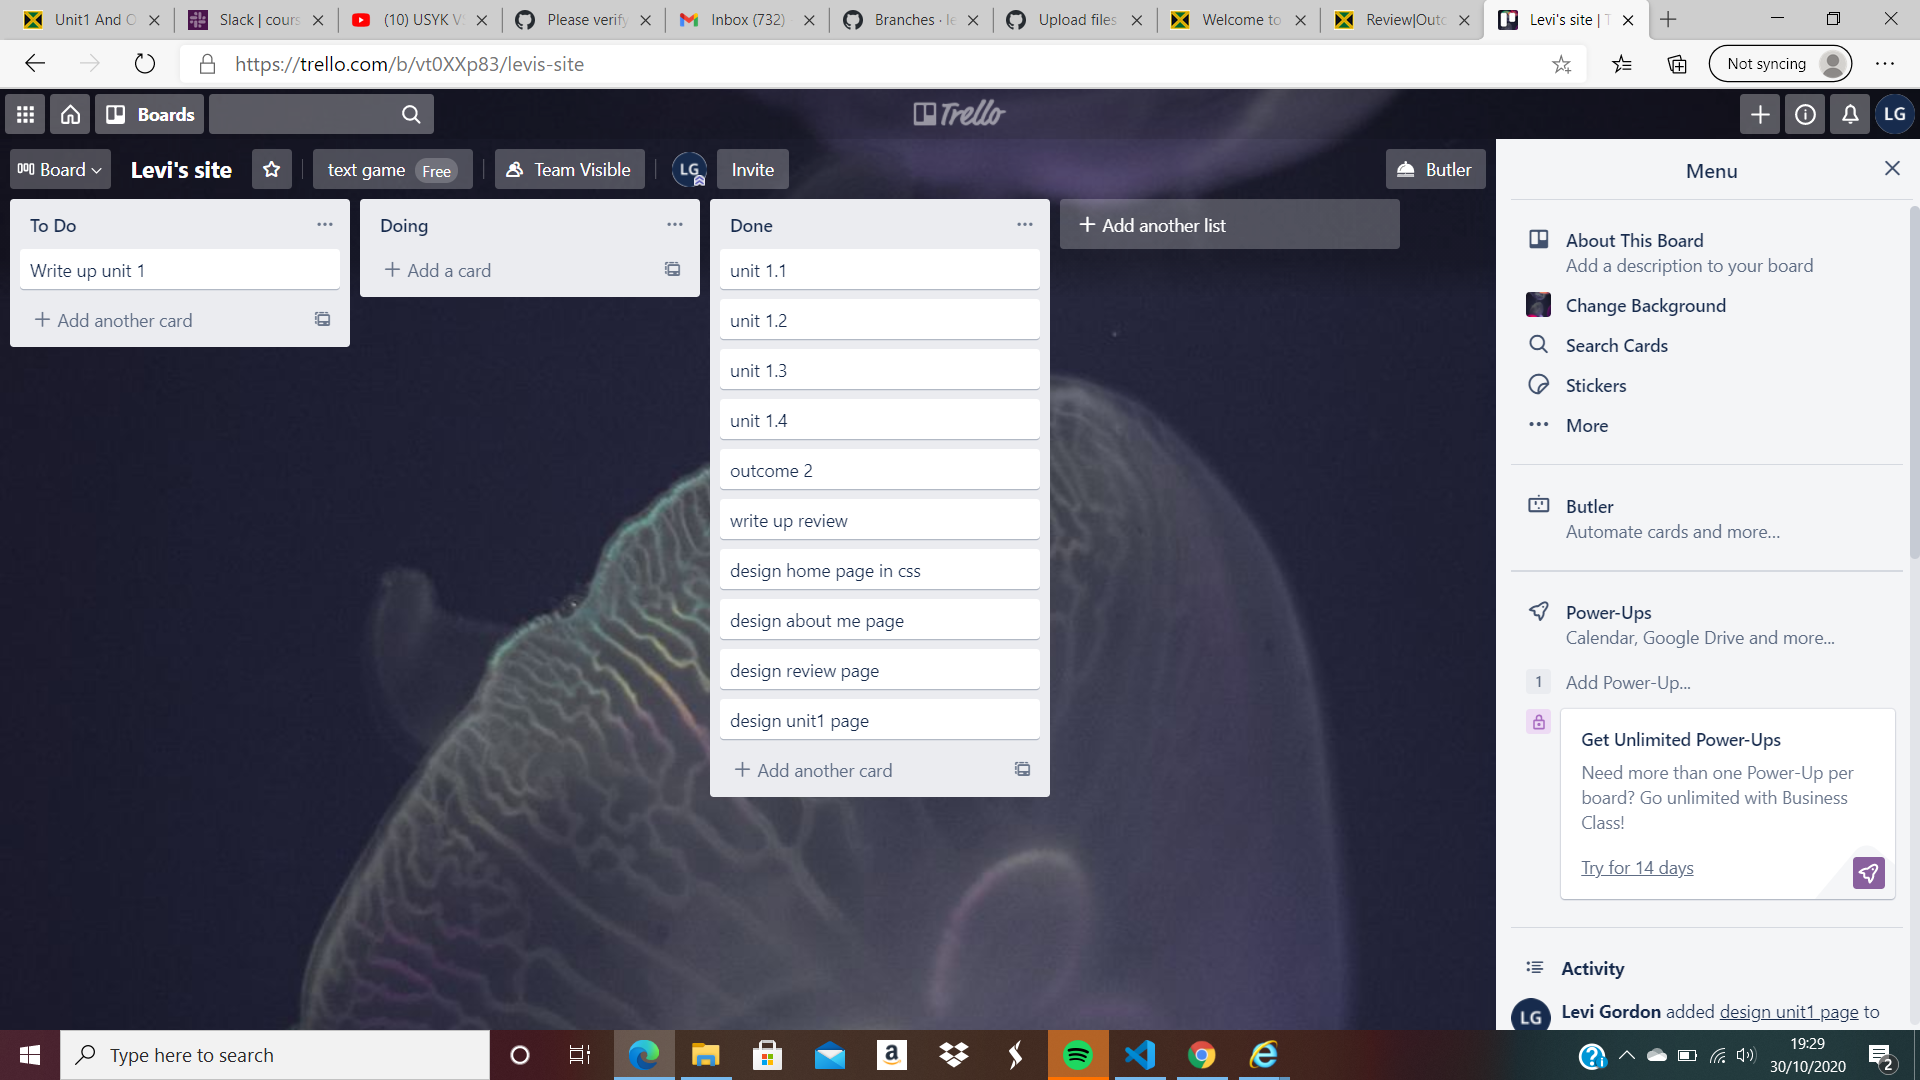 Unit1 And O
Slack | cours
(10) USYK VS
Please verify
Inbox (732)
Branches · le
Upload files
Welcome to
Review|Outc
Levi's site | T
https://trello.com/b/vt0XXp83/levis-site
Not syncing
Boards
Trello
LG
Board
Levi's site
text game Free
Team Visible
LG
Invite
Butler
To Do
Write up unit 1
Add another card
Doing
Add a card
Done
unit 1.1
unit 1.2
unit 1.3
unit 1.4
outcome 2
write up review
design home page in css
design about me page
design review page
design unit1 page
Add another card
Add another list
Menu
About This Board
Add a description to your board
Change Background
Search Cards
Stickers
More
Butler
Automate cards and more...
Power-Ups
Calendar, Google Drive and more...
1 Add Power-Up...
Get Unlimited Power-Ups
Need more than one Power-Up per
board? Go unlimited with Business
Class!
Try for 14 days
Activity
LG Levi Gordon added design unit1 page to
Type here to search
19:29
30/10/2020
2